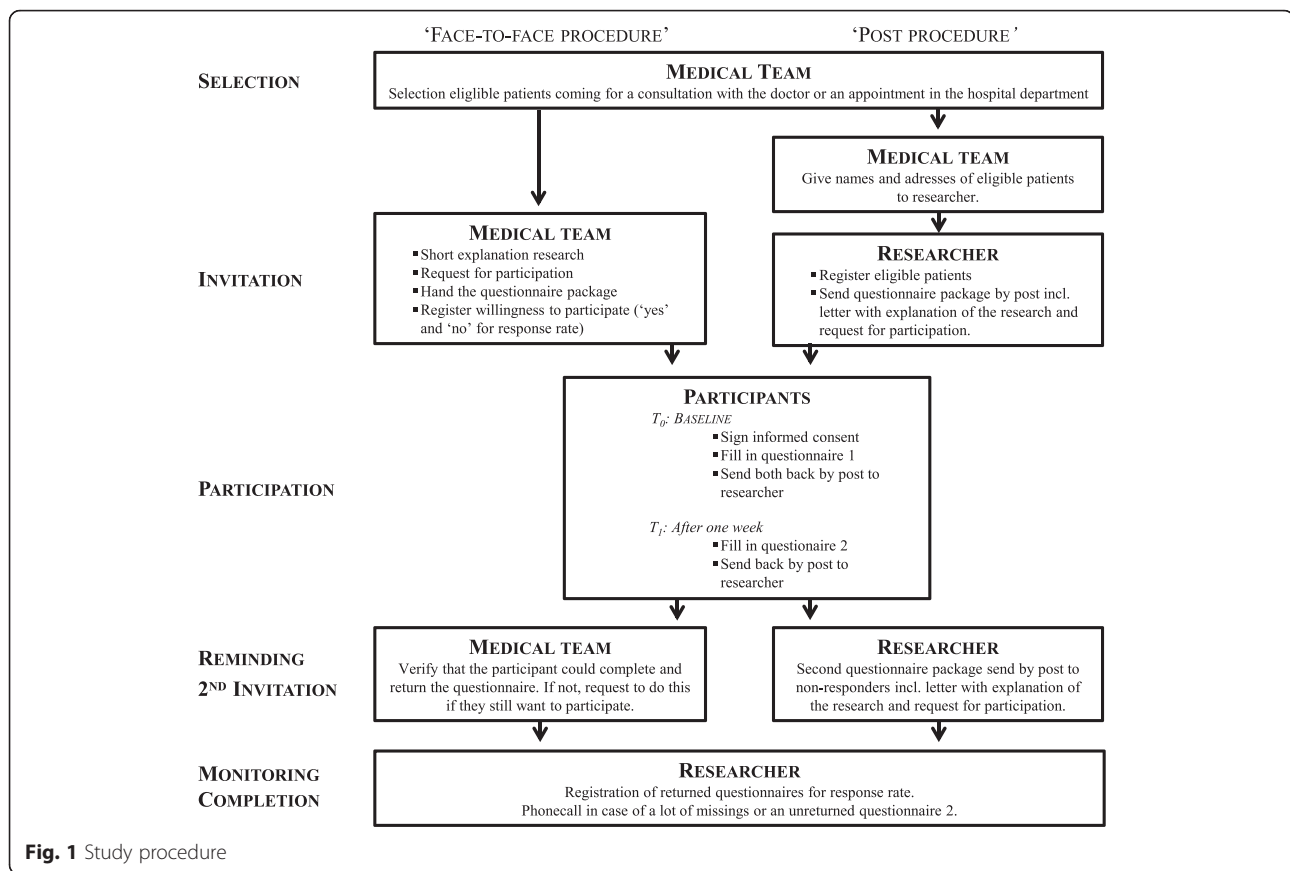 ‘FACE-TO-FACE PROCEDURE’
‘POST PROCEDURE’
SELECTION
MEDICAL TEAM
Selection eligible patients coming for a consultation with the doctor or an appointment in the hospital department
MEDICAL TEAM
Give names and adresses of eligible patients
to researcher.
INVITATION
MEDICAL TEAM
▪ Short explanation research
▪ Request for participation
▪ Hand the questionnaire package
▪ Register willingness to participate (‘yes’
and ‘no’ for response rate)
RESEARCHER
▪ Register eligible patients
▪ Send questionnaire package by post incl.
letter with explanation of the research and
request for participation.
PARTICIPATION
PARTICIPANTS
T0: BASELINE
▪ Sign informed consent
▪ Fill in questionnaire 1
▪ Send both back by post to
researcher
T1: After one week
▪ Fill in questionaire 2
▪ Send back by post to
researcher
REMINDING
2ND INVITATION
MEDICAL TEAM
Verify that the participant could complete and
return the questionnaire. If not, request to do this
if they still want to participate.
RESEARCHER
Second questionnaire package send by post to
non-responders incl. letter with explanation of
the research and request for participation.
MONITORING
COMPLETION
RESEARCHER
Registration of returned questionnaires for response rate.
Phonecall in case of a lot of missings or an unreturned questionnaire 2.
Fig. 1 Study procedure